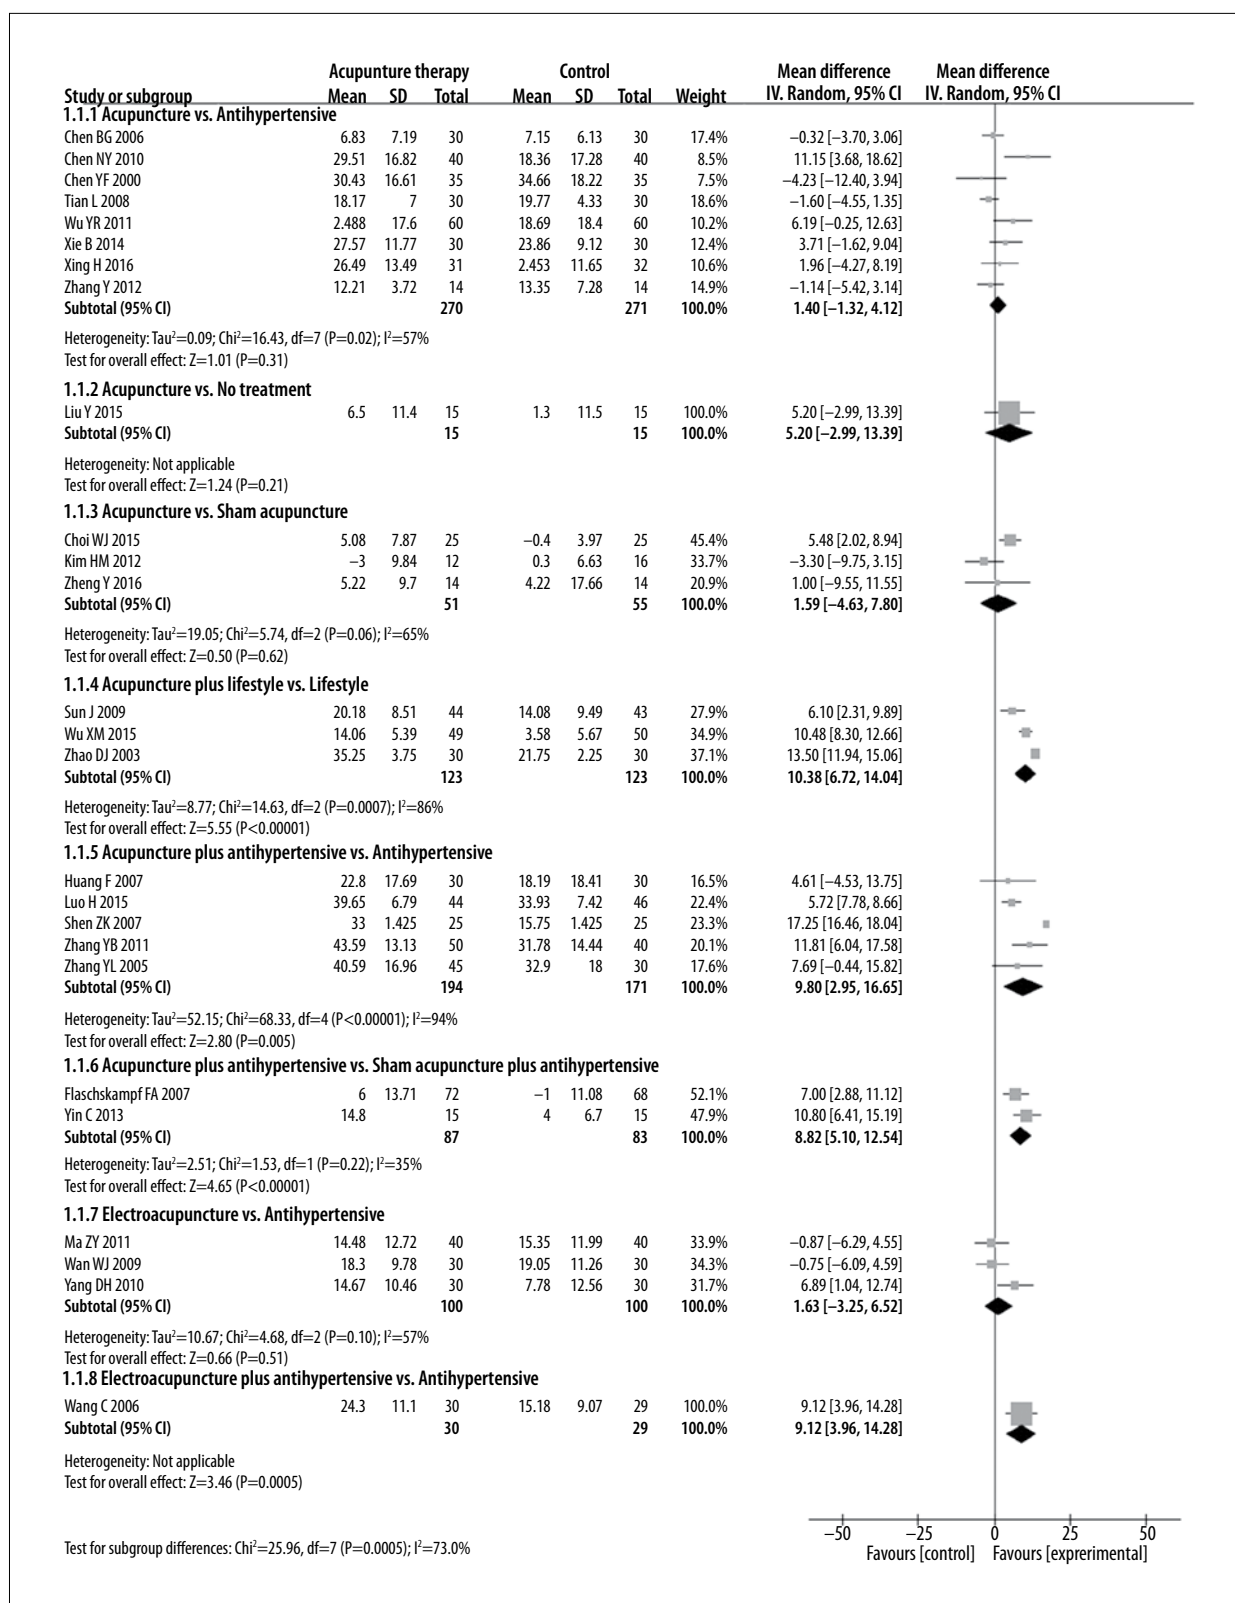 Acupunture therapy Control Mean difference Mean difference
Study or subgroup Mean SD Total Mean SD Total Weight IV. Random, 95% CI IV. Random, 95% CI
1.1.1 Acupuncture vs. Antihypertensive
Chen BG 2006 6.83 7.19 30 7.15 6.13 30 17.4% −0.32 [−3.70, 3.06]
Chen NY 2010 29.51 16.82 40 18.36 17.28 40 8.5% 11.15 [3.68, 18.62]
Chen YF 2000 30.43 16.61 35 34.66 18.22 35 7.5% −4.23 [−12.40, 3.94]
Tian L 2008 18.17 7 30 19.77 4.33 30 18.6% −1.60 [−4.55, 1.35]
Wu YR 2011 2.488 17.6 60 18.69 18.4 60 10.2% 6.19 [−0.25, 12.63]
Xie B 2014 27.57 11.77 30 23.86 9.12 30 12.4% 3.71 [−1.62, 9.04]
Xing H 2016 26.49 13.49 31 2.453 11.65 32 10.6% 1.96 [−4.27, 8.19]
Zhang Y 2012 12.21 3.72 14 13.35 7.28 14 14.9% −1.14 [−5.42, 3.14]
Subtotal (95% CI) 270 271 100.0% 1.40 [−1.32, 4.12]
Heterogeneity: Tau²=0.09; Chi²=16.43, df=7 (P=0.02); I²=57%
Test for overall effect: Z=1.01 (P=0.31)
1.1.2 Acupuncture vs. No treatment
Liu Y 2015 6.5 11.4 15 1.3 11.5 15 100.0% 5.20 [−2.99, 13.39]
Subtotal (95% CI) 15 15 100.0% 5.20 [−2.99, 13.39]
Heterogeneity: Not applicable
Test for overall effect: Z=1.24 (P=0.21)
1.1.3 Acupuncture vs. Sham acupuncture
Choi WJ 2015 5.08 7.87 25 −0.4 3.97 25 45.4% 5.48 [2.02, 8.94]
Kim HM 2012 −3 9.84 12 0.3 6.63 16 33.7% −3.30 [−9.75, 3.15]
Zheng Y 2016 5.22 9.7 14 4.22 17.66 14 20.9% 1.00 [−9.55, 11.55]
Subtotal (95% CI) 51 55 100.0% 1.59 [−4.63, 7.80]
Heterogeneity: Tau²=19.05; Chi²=5.74, df=2 (P=0.06); I²=65%
Test for overall effect: Z=0.50 (P=0.62)
1.1.4 Acupuncture plus lifestyle vs. Lifestyle
Sun J 2009 20.18 8.51 44 14.08 9.49 43 27.9% 6.10 [2.31, 9.89]
Wu XM 2015 14.06 5.39 49 3.58 5.67 50 34.9% 10.48 [8.30, 12.66]
Zhao DJ 2003 35.25 3.75 30 21.75 2.25 30 37.1% 13.50 [11.94, 15.06]
Subtotal (95% CI) 123 123 100.0% 10.38 [6.72, 14.04]
Heterogeneity: Tau²=8.77; Chi²=14.63, df=2 (P=0.0007); I²=86%
Test for overall effect: Z=5.55 (P<0.00001)
1.1.5 Acupuncture plus antihypertensive vs. Antihypertensive
Huang F 2007 22.8 17.69 30 18.19 18.41 30 16.5% 4.61 [−4.53, 13.75]
Luo H 2015 39.65 6.79 44 33.93 7.42 46 22.4% 5.72 [7.78, 8.66]
Shen ZK 2007 33 1.425 25 15.75 1.425 25 23.3% 17.25 [16.46, 18.04]
Zhang YB 2011 43.59 13.13 50 31.78 14.44 40 20.1% 11.81 [6.04, 17.58]
Zhang YL 2005 40.59 16.96 45 32.9 18 30 17.6% 7.69 [−0.44, 15.82]
Subtotal (95% CI) 194 171 100.0% 9.80 [2.95, 16.65]
Heterogeneity: Tau²=52.15; Chi²=68.33, df=4 (P<0.00001); I²=94%
Test for overall effect: Z=2.80 (P=0.005)
1.1.6 Acupuncture plus antihypertensive vs. Sham acupuncture plus antihypertensive
Flaschskampf FA 2007 6 13.71 72 −1 11.08 68 52.1% 7.00 [2.88, 11.12]
Yin C 2013 14.8 15 4 6.7 15 47.9% 10.80 [6.41, 15.19]
Subtotal (95% CI) 87 83 100.0% 8.82 [5.10, 12.54]
Heterogeneity: Tau²=2.51; Chi²=1.53, df=1 (P=0.22); I²=35%
Test for overall effect: Z=4.65 (P<0.00001)
1.1.7 Electroacupuncture vs. Antihypertensive
Ma ZY 2011 14.48 12.72 40 15.35 11.99 40 33.9% −0.87 [−6.29, 4.55]
Wan WJ 2009 18.3 9.78 30 19.05 11.26 30 34.3% −0.75 [−6.09, 4.59]
Yang DH 2010 14.67 10.46 30 7.78 12.56 30 31.7% 6.89 [1.04, 12.74]
Subtotal (95% CI) 100 100 100.0% 1.63 [−3.25, 6.52]
Heterogeneity: Tau²=10.67; Chi²=4.68, df=2 (P=0.10); I²=57%
Test for overall effect: Z=0.66 (P=0.51)
1.1.8 Electroacupuncture plus antihypertensive vs. Antihypertensive
Wang C 2006 24.3 11.1 30 15.18 9.07 29 100.0% 9.12 [3.96, 14.28]
Subtotal (95% CI) 30 29 100.0% 9.12 [3.96, 14.28]
Heterogeneity: Not applicable
Test for overall effect: Z=3.46 (P=0.0005)
−50 −25 0 25 50
Test for subgroup differences: Chi²=25.96, df=7 (P=0.0005); I²=73.0%
Favours [control] Favours [exprerimental]